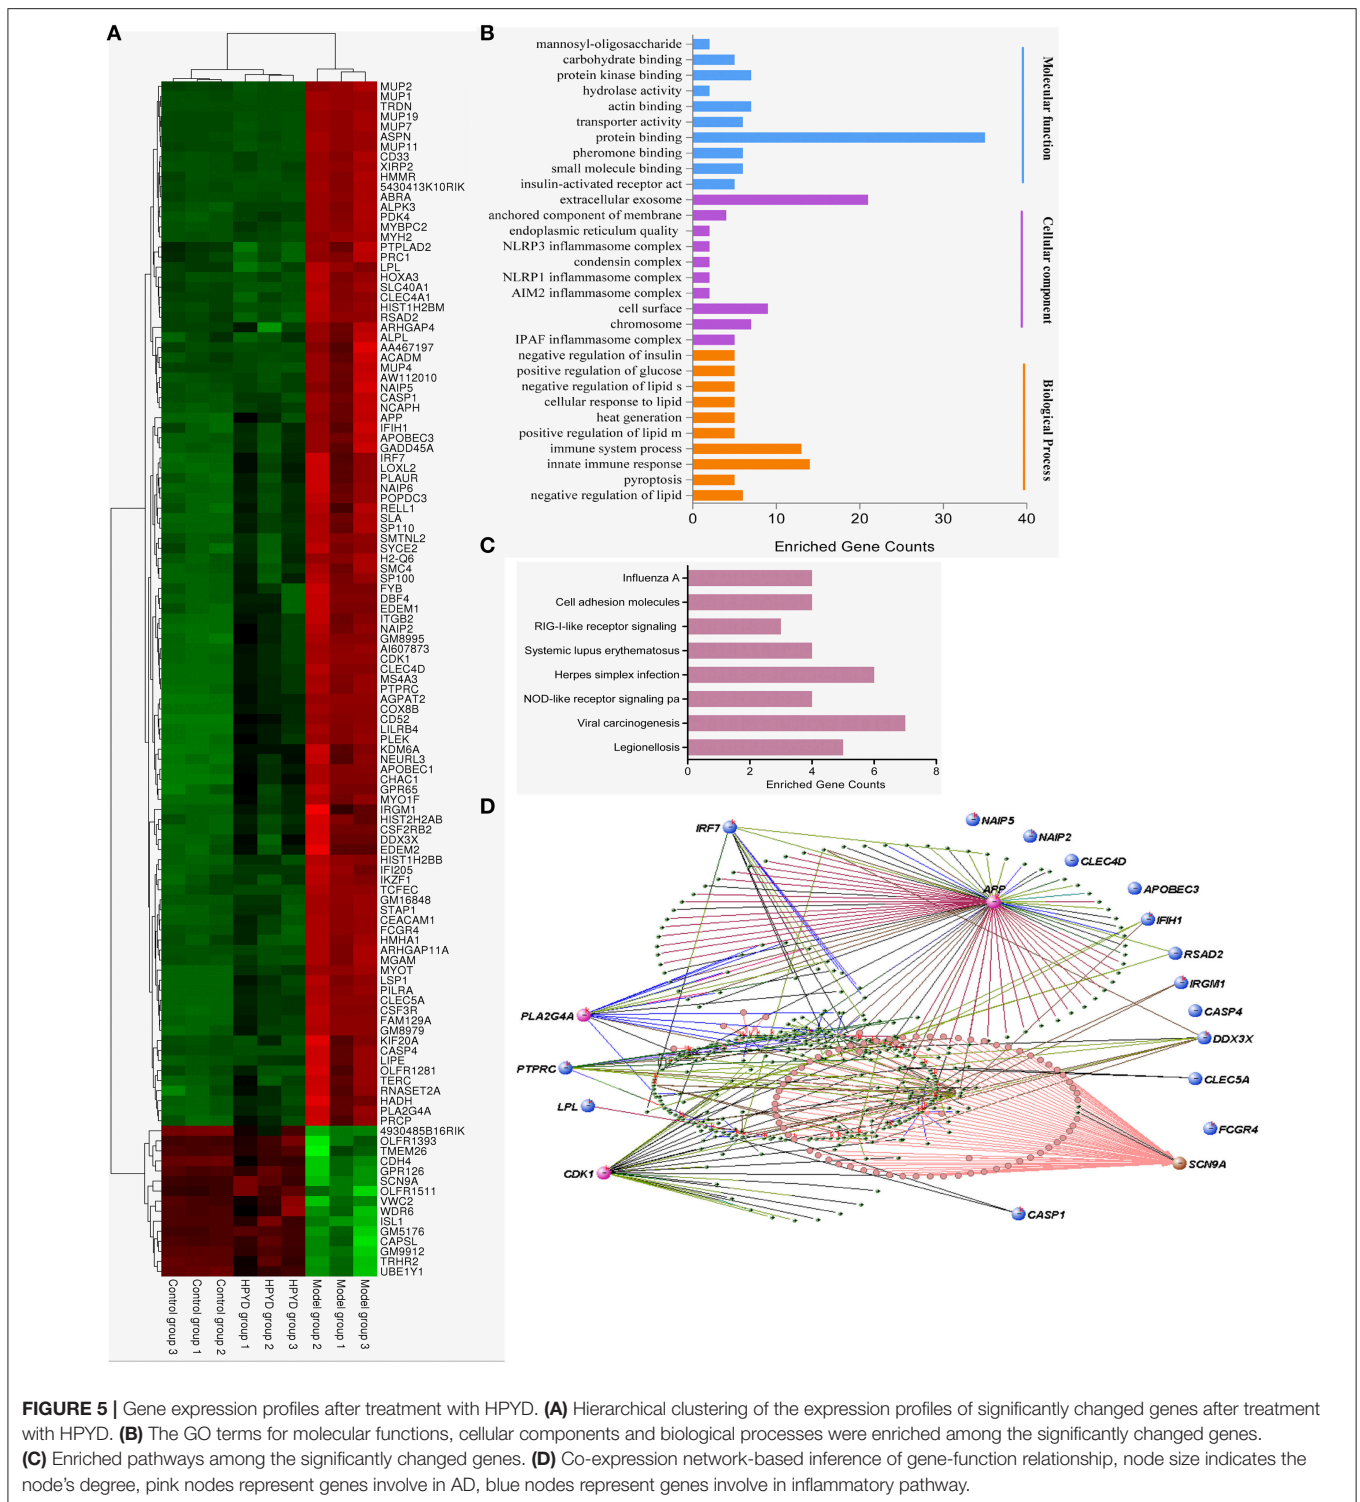 A
MUP2
MUP1
TRDN
MUP19
MUP7
ASPN
MUP11
CD33
XIRP2
HMMR
5430413K10RIK
ABRA
ALPK3
PDK4
MYBPC2
MYH2
PTPLAD2
PRC1
LPL
HOXA3
SLC40A1
CLEC4A1
HIST1H2BM
RSAD2
ARHGAP4
ALPL
AA467197
ACADM
MUP4
AW112010
NAIP5
CASP1
NCAPH
APP
IFIH1
APOBEC3
GADD45A
IRF7
LOXL2
PLAUR
NAIP6
POPDC3
RELL1
SLA
SP110
SMTNL2
SYCE2
H2-Q6
SMC4
SP100
FYB
DBF4
EDEM1
ITGB2
NAIP2
GM8995
AI607873
CDK1
CLEC4D
MS4A3
PTPRC
AGPAT2
COX8B
CD52
LILRB4
PLEK
KDM6A
NEURL3
APOBEC1
CHAC1
GPR65
MYO1F
IRGM1
HIST2H2AB
CSF2RB2
DDX3X
EDEM2
HIST1H2BB
IFI205
IKZF1
TCFEC
GM16848
STAP1
CEACAM1
FCGR4
HMHA1
ARHGAP11A
MGAM
MYOT
LSP1
PILRA
CLEC5A
CSF3R
FAM129A
GM8979
KIF20A
CASP4
LIPE
OLFR1281
TERC
RNASET2A
HADH
PLA2G4A
PRCP
4930485B16RIK
OLFR1393
TMEM26
CDH4
GPR126
SCN9A
OLFR1511
VWC2
WDR6
ISL1
GM5176
CAPSL
GM9912
TRHR2
UBE1Y1
Control group 3
Control group 1
Control group 2
HPYD group 1
HPYD group 2
HPYD group 3
Model group 2
Model group 1
Model group 3
B
mannosyl-oligosaccharide
carbohydrate binding
protein kinase binding
hydrolase activity
actin binding
transporter activity
protein binding
pheromone binding
small molecule binding
insulin-activated receptor act
extracellular exosome
anchored component of membrane
endoplasmic reticulum quality
NLRP3 inflammasome complex
condensin complex
NLRP1 inflammasome complex
AIM2 inflammasome complex
cell surface
chromosome
IPAF inflammasome complex
negative regulation of insulin
positive regulation of glucose
negative regulation of lipid s
cellular response to lipid
heat generation
positive regulation of lipid m
immune system process
innate immune response
pyroptosis
negative regulation of lipid
Molecular function
Cellular component
Biological Process
0 10 20 30 40
Enriched Gene Counts
C
Influenza A
Cell adhesion molecules
RIG-I-like receptor signaling
Systemic lupus erythematosus
Herpes simplex infection
NOD-like receptor signaling pa
Viral carcinogenesis
Legionellosis
0 2 4 6 8
Enriched Gene Counts
D
IRF7
NAIP5
NAIP2
CLEC4D
APP
APOBEC3
IFIH1
RSAD2
IRGM1
CASP4
PLA2G4A
DDX3X
PTPRC
CLEC5A
LPL
FCGR4
SCN9A
CDK1
CASP1
FIGURE 5 | Gene expression profiles after treatment with HPYD. (A) Hierarchical clustering of the expression profiles of significantly changed genes after treatment
with HPYD. (B) The GO terms for molecular functions, cellular components and biological processes were enriched among the significantly changed genes.
(C) Enriched pathways among the significantly changed genes. (D) Co-expression network-based inference of gene-function relationship, node size indicates the
node's degree, pink nodes represent genes involve in AD, blue nodes represent genes involve in inflammatory pathway.